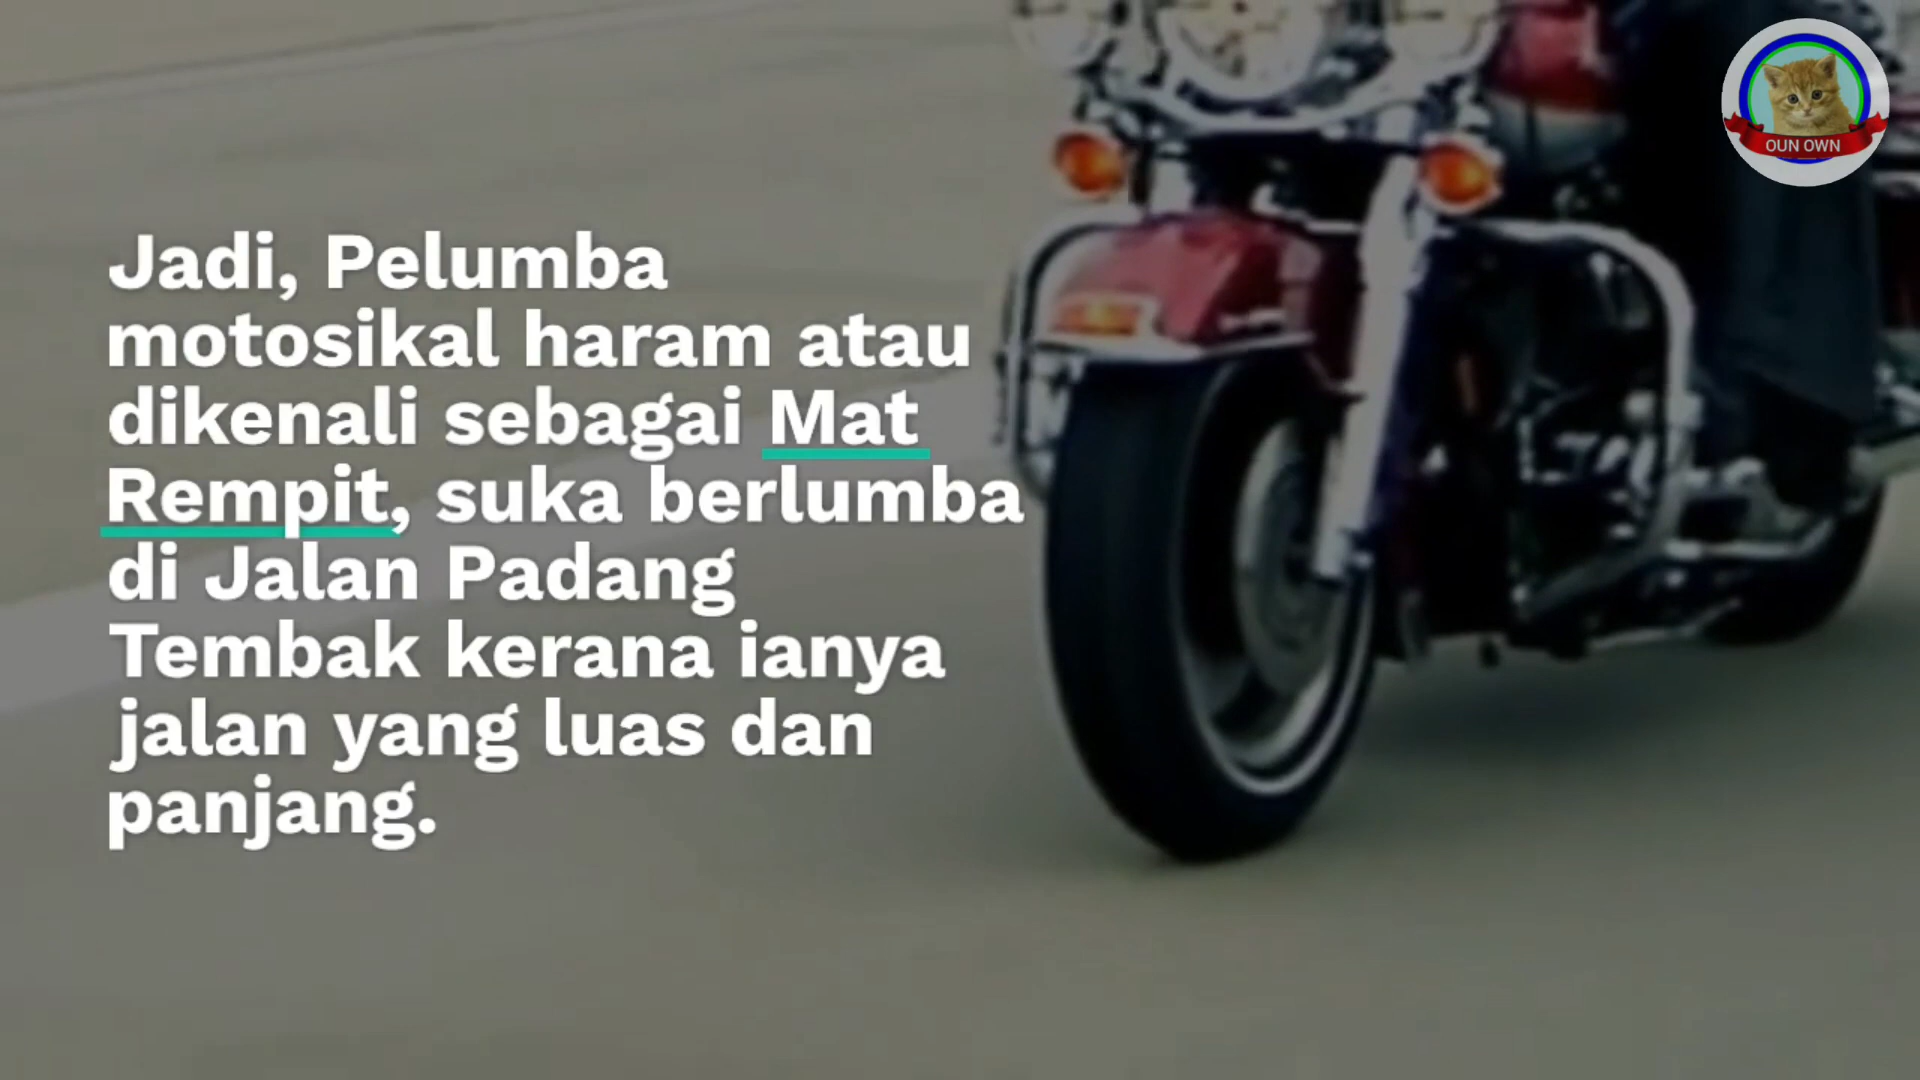 Jadi, Pelumba
motosikal haram atau
dikenali sebagai Mat
Rempit, suka berlumba
di Jalan Padang
Tembak kerana ianya
jalan yang luas dan
panjang.
OUN OWN